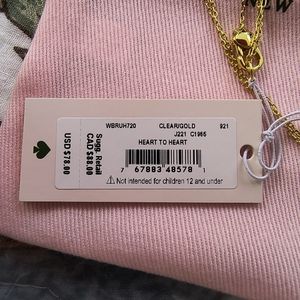 WBRUH720 CLEAR/GOLD 921
J221 C1965
HEART TO HEART
7 67883 48578 1
⚠ Not intended for children 12 and under
Sugg. Retail
CAD $88.00
USD $78.00